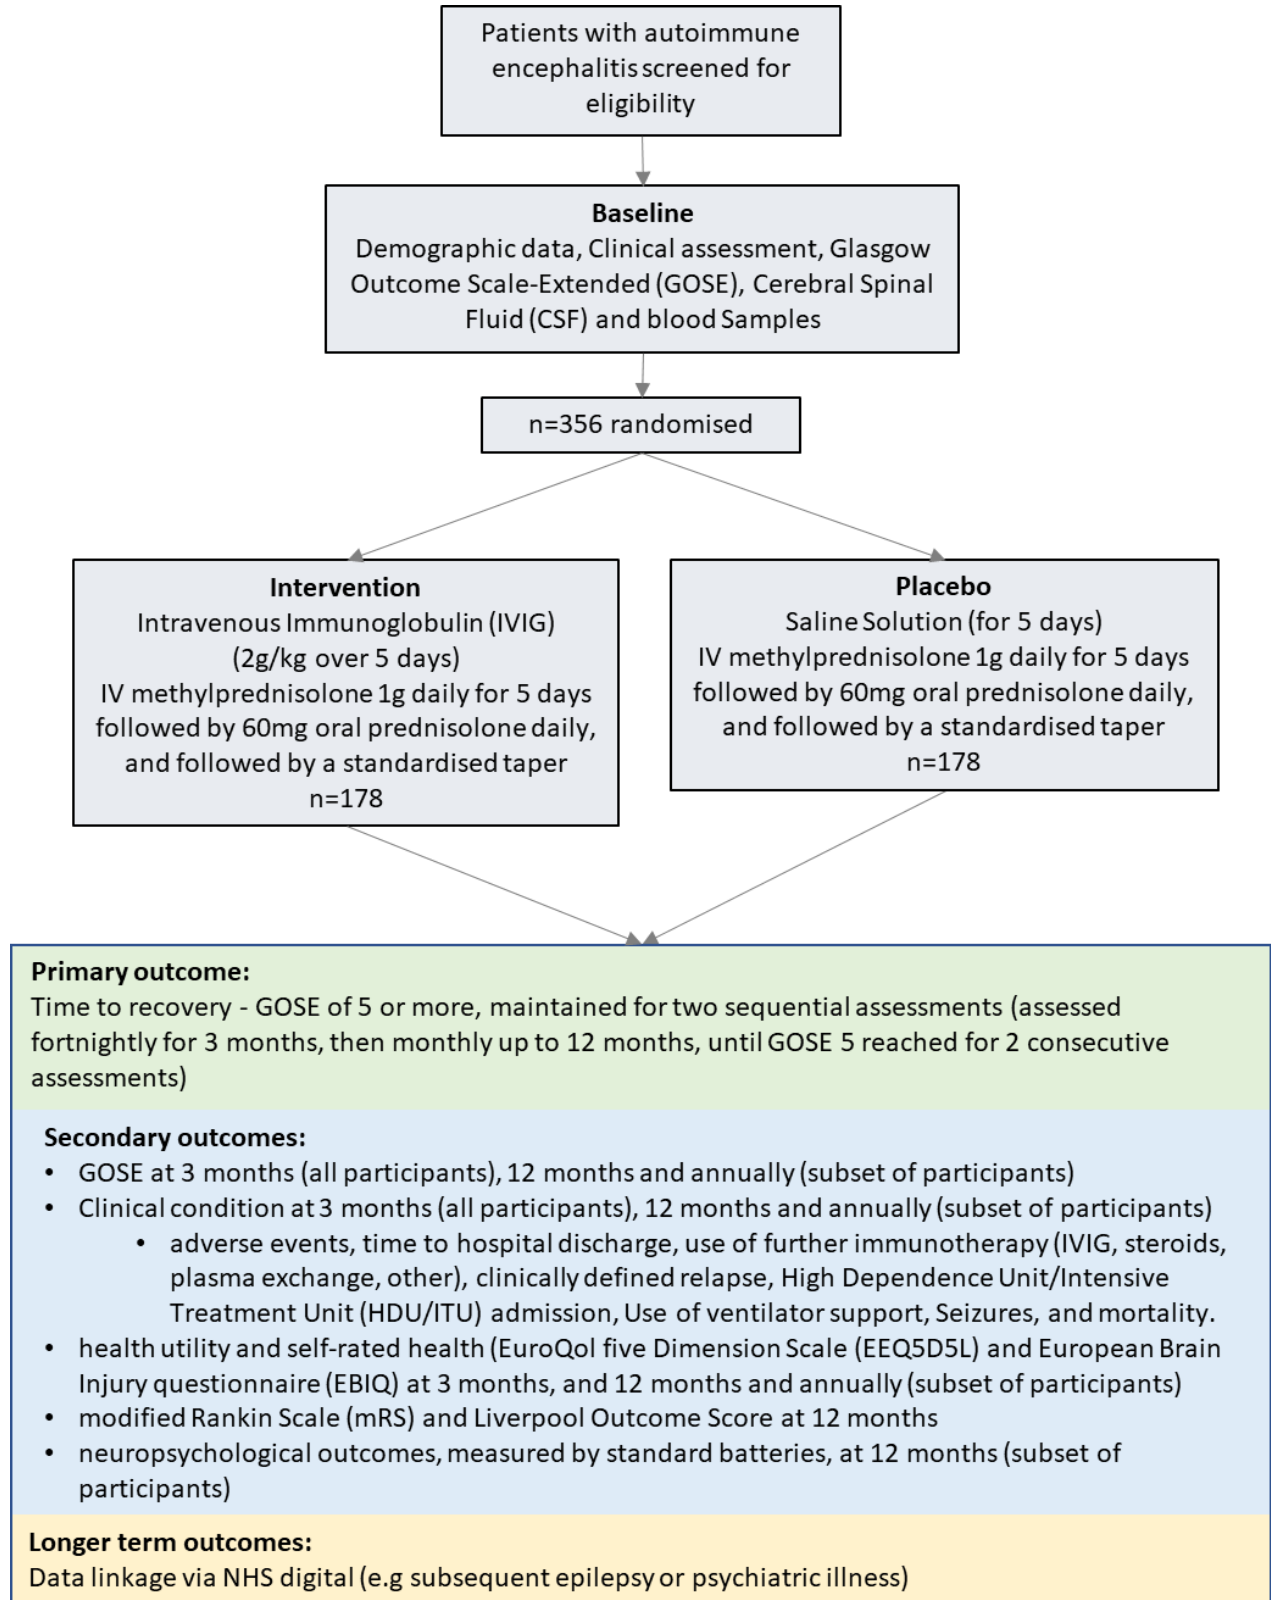 Patients with autoimmune
encephalitis screened for
eligibility
Baseline
Demographic data, Clinical assessment, Glasgow
Outcome Scale-Extended (GOSE), Cerebral Spinal
Fluid (CSF) and blood Samples
n=356 randomised
Intervention
Intravenous Immunoglobulin (IVIG)
(2g/kg over 5 days)
IV methylprednisolone 1g daily for 5 days
followed by 60mg oral prednisolone daily,
and followed by a standardised taper
n=178
Placebo
Saline Solution (for 5 days)
IV methylprednisolone 1g daily for 5 days
followed by 60mg oral prednisolone daily,
and followed by a standardised taper
n=178
Primary outcome:
Time to recovery - GOSE of 5 or more, maintained for two sequential assessments (assessed
fortnightly for 3 months, then monthly up to 12 months, until GOSE 5 reached for 2 consecutive
assessments)
Secondary outcomes:
• GOSE at 3 months (all participants), 12 months and annually (subset of participants)
• Clinical condition at 3 months (all participants), 12 months and annually (subset of participants)
• adverse events, time to hospital discharge, use of further immunotherapy (IVIG, steroids,
plasma exchange, other), clinically defined relapse, High Dependence Unit/Intensive
Treatment Unit (HDU/ITU) admission, Use of ventilator support, Seizures, and mortality.
• health utility and self-rated health (EuroQol five Dimension Scale (EEQ5D5L) and European Brain
Injury questionnaire (EBIQ) at 3 months, and 12 months and annually (subset of participants)
• modified Rankin Scale (mRS) and Liverpool Outcome Score at 12 months
• neuropsychological outcomes, measured by standard batteries, at 12 months (subset of
participants)
Longer term outcomes:
Data linkage via NHS digital (e.g subsequent epilepsy or psychiatric illness)